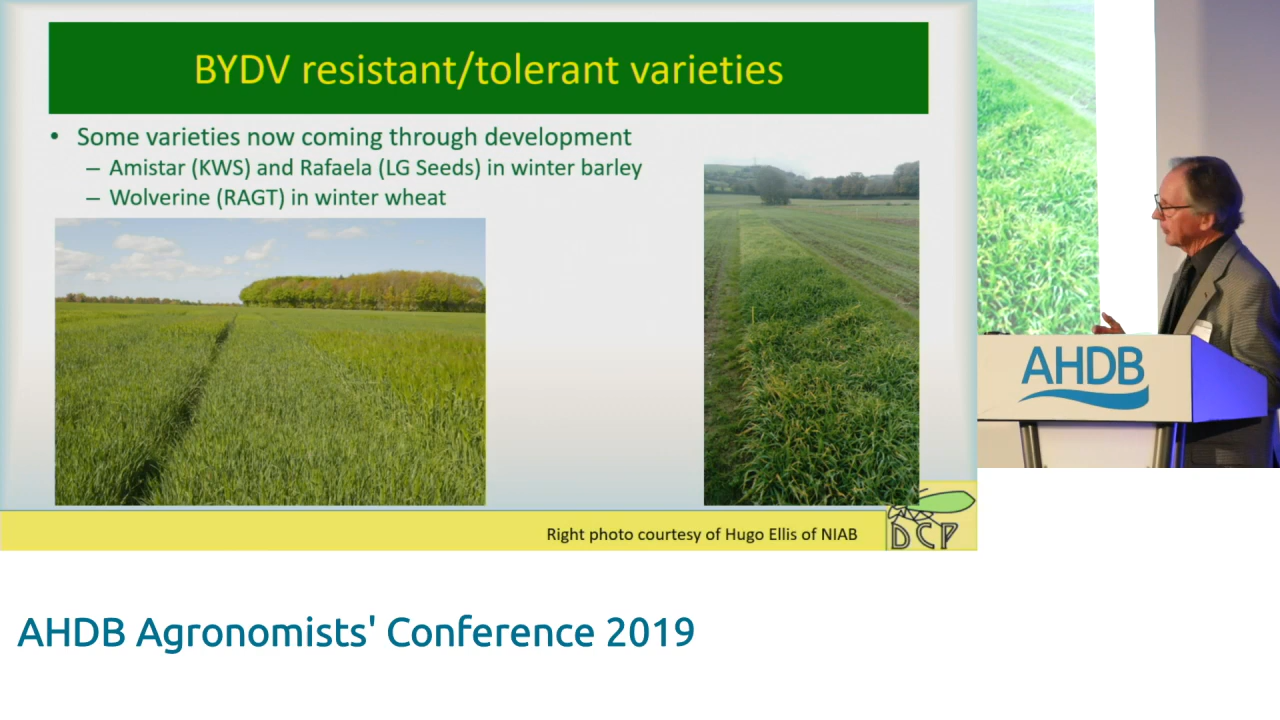 BYDV resistant/tolerant varieties
• Some varieties now coming through development
– Amistar (KWS) and Rafaela (LG Seeds) in winter barley
– Wolverine (RAGT) in winter wheat
Right photo courtesy of Hugo Ellis of NIAB
DCP
AHDB
AHDB Agronomists' Conference 2019